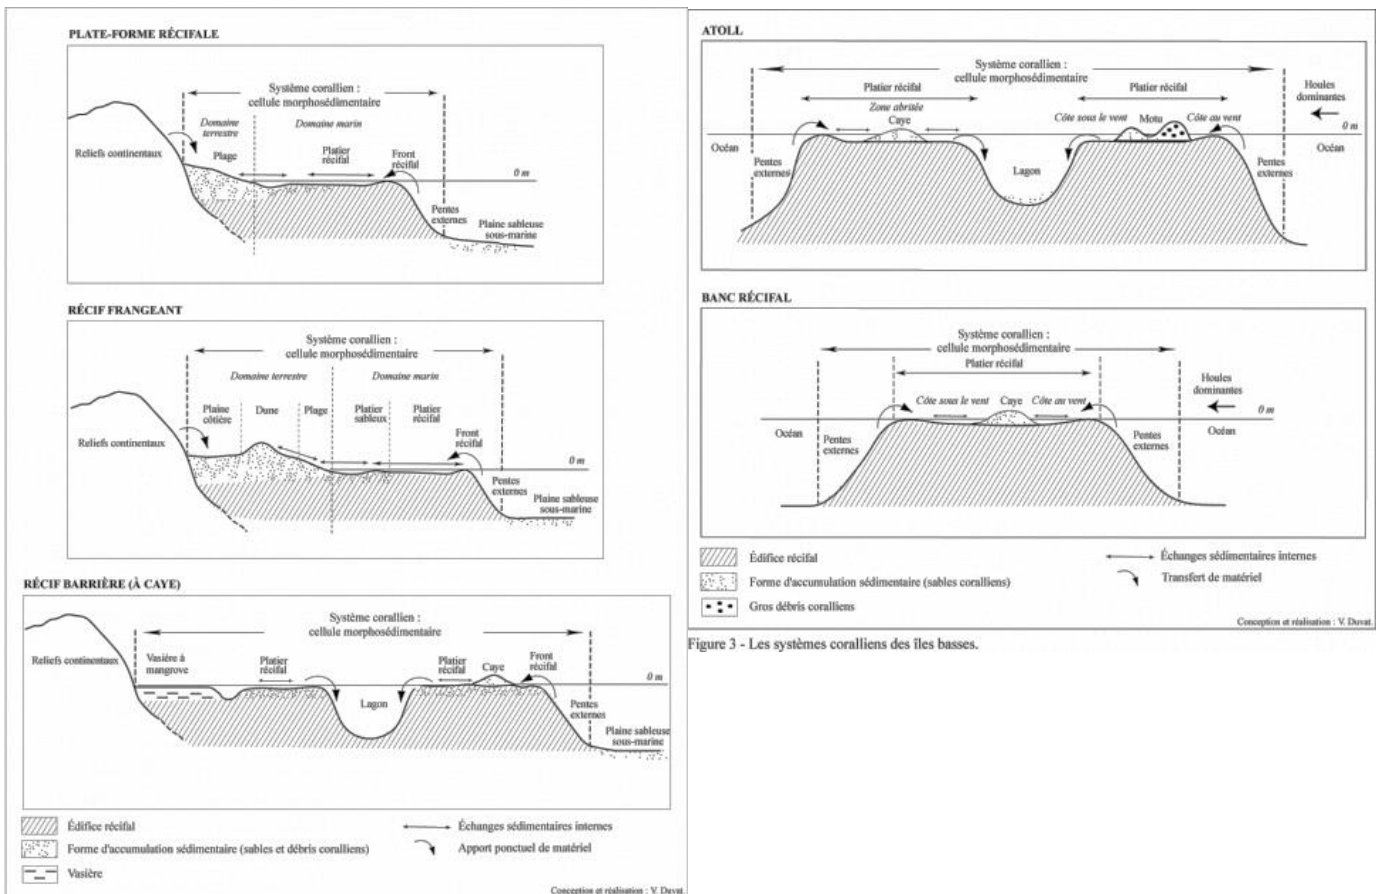 PLATE-FORME RÉCIFALE
Système corallien :
cellule morphosédimentaire
Domaine
terrestre
Domaine marin
Reliefs continentaux
Plage
Platier
récifal
Front
récifal
0 m
Pentes
externes
Plaine sableuse
sous-marine
RÉCIF FRANGEANT
Système corallien :
cellule morphosédimentaire
Domaine terrestre
Domaine marin
Plaine
côtière
Dune
Plage
Platier
sableux
Platier
récifal
Front
récifal
Reliefs continentaux
0 m
Pentes
externes
Plaine sableuse
sous-marine
RÉCIF BARRIÈRE (À CAYE)
Système corallien :
cellule morphosédimentaire
Reliefs continentaux
Vasière à
mangrove
Platier
récifal
Lagon
Platier
récifal
Caye
Front
récifal
0 m
Pentes
externes
Plaine sableuse
sous-marine
Édifice récifal
Forme d'accumulation sédimentaire (sables et débris coralliens)
Vasière
Échanges sédimentaires internes
Apport ponctuel de matériel
Conception et réalisation : V. Duvat.
ATOLL
Système corallien :
cellule morphosédimentaire
Platier récifal
Platier récifal
Houles
dominantes
Zone abritée
Caye
Côte sous le vent
Motu
Côte au vent
0 m
Océan
Pentes
externes
Lagon
Pentes
externes
Océan
BANC RÉCIFAL
Système corallien :
cellule morphosédimentaire
Platier récifal
Houles
dominantes
Côte sous le vent
Caye
Côte au vent
0 m
Océan
Pentes
externes
Pentes
externes
Océan
Édifice récifal
Forme d'accumulation sédimentaire (sables coralliens)
Gros débris coralliens
Échanges sédimentaires internes
Transfert de matériel
Conception et réalisation : V. Duvat.
Figure 3 - Les systèmes coralliens des îles basses.